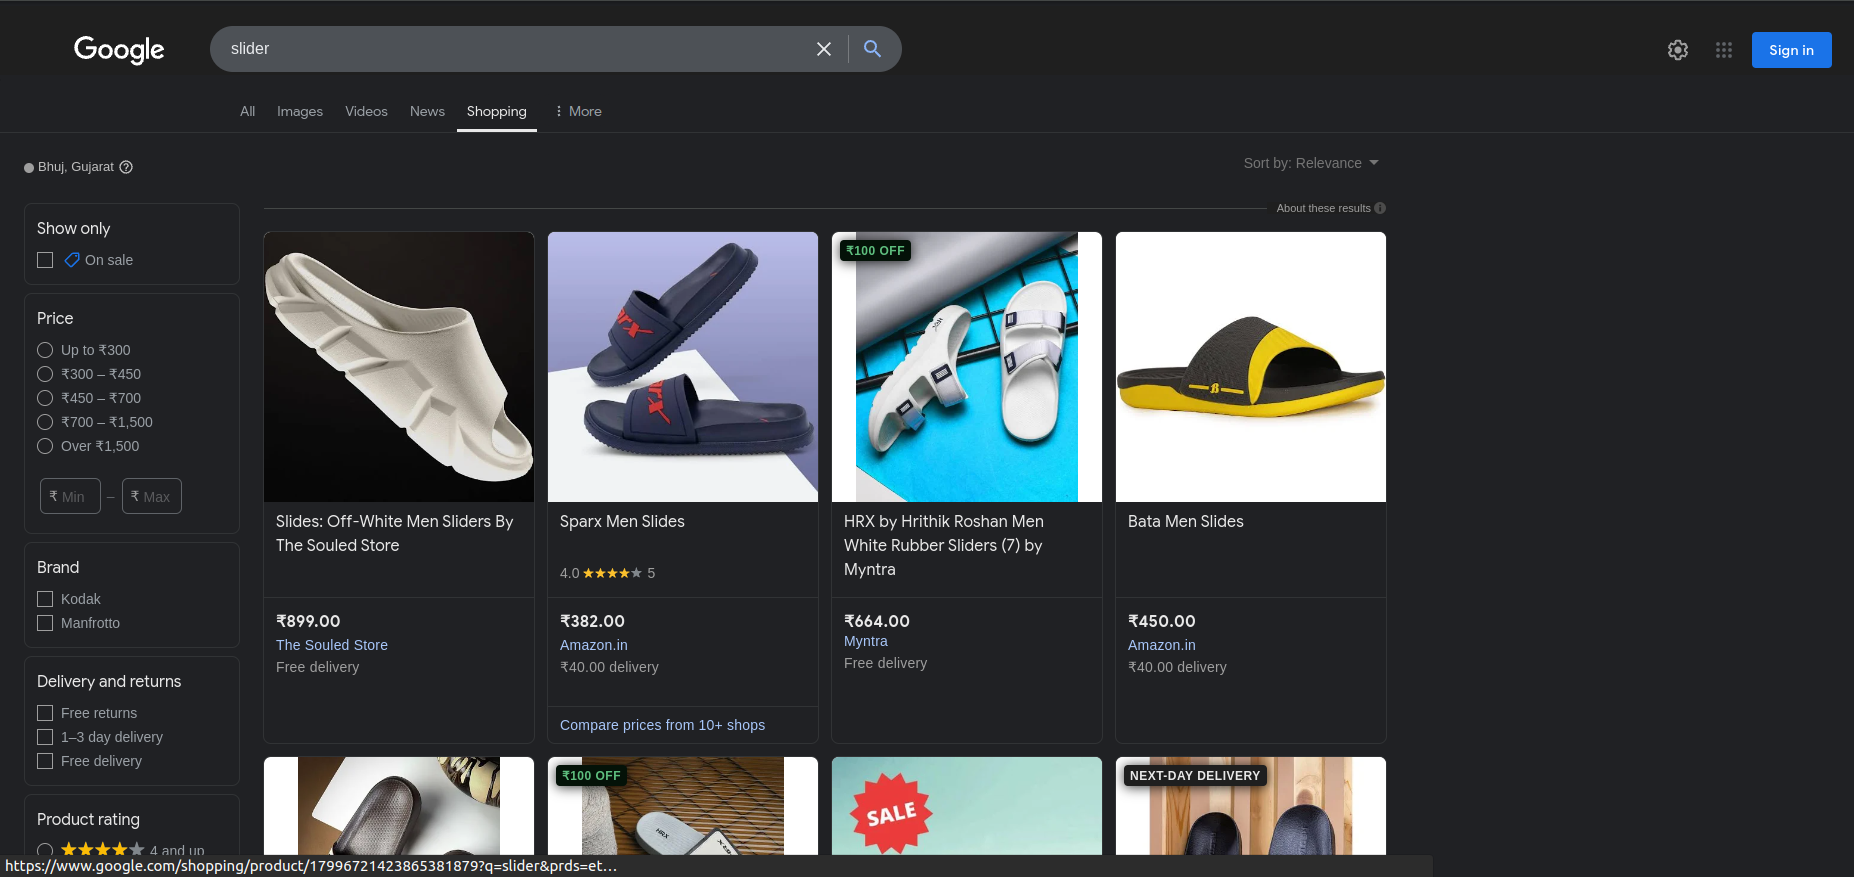 Google
slider
Sign in
All
Images
Videos
News
Shopping
More
Bhuj, Gujarat
Sort by: Relevance
About these results
Show only
On sale
Price
Up to ₹300
₹300 – ₹450
₹450 – ₹700
₹700 – ₹1,500
Over ₹1,500
₹ Min – ₹ Max
Brand
Kodak
Manfrotto
Delivery and returns
Free returns
1–3 day delivery
Free delivery
Product rating
4 and up
Slides: Off-White Men Sliders By
The Souled Store
₹899.00
The Souled Store
Free delivery
Sparx Men Slides
4.0 5
₹382.00
Amazon.in
₹40.00 delivery
Compare prices from 10+ shops
₹100 OFF
HRX by Hrithik Roshan Men
White Rubber Sliders (7) by
Myntra
₹664.00
Myntra
Free delivery
B
Bata Men Slides
₹450.00
Amazon.in
₹40.00 delivery
₹100 OFF
HRX
SALE
NEXT-DAY DELIVERY
https://www.google.com/shopping/product/17996721423865381879?q=slider&prds=et…